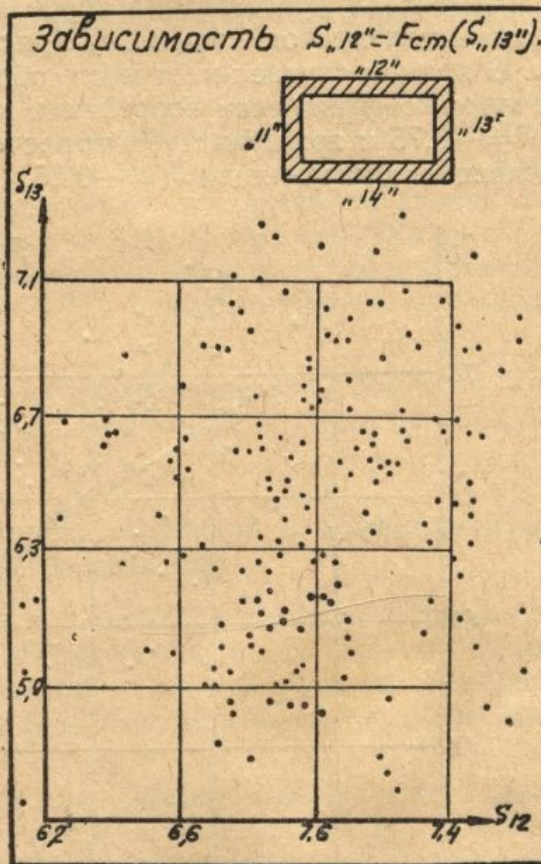 Зависимость S„12” = Fcт(S„13”).
„12”
„11” „13”
„14”
S13
7,1
6,7
6,3
5,9
6,2 6,6 7,6 7,4 S12